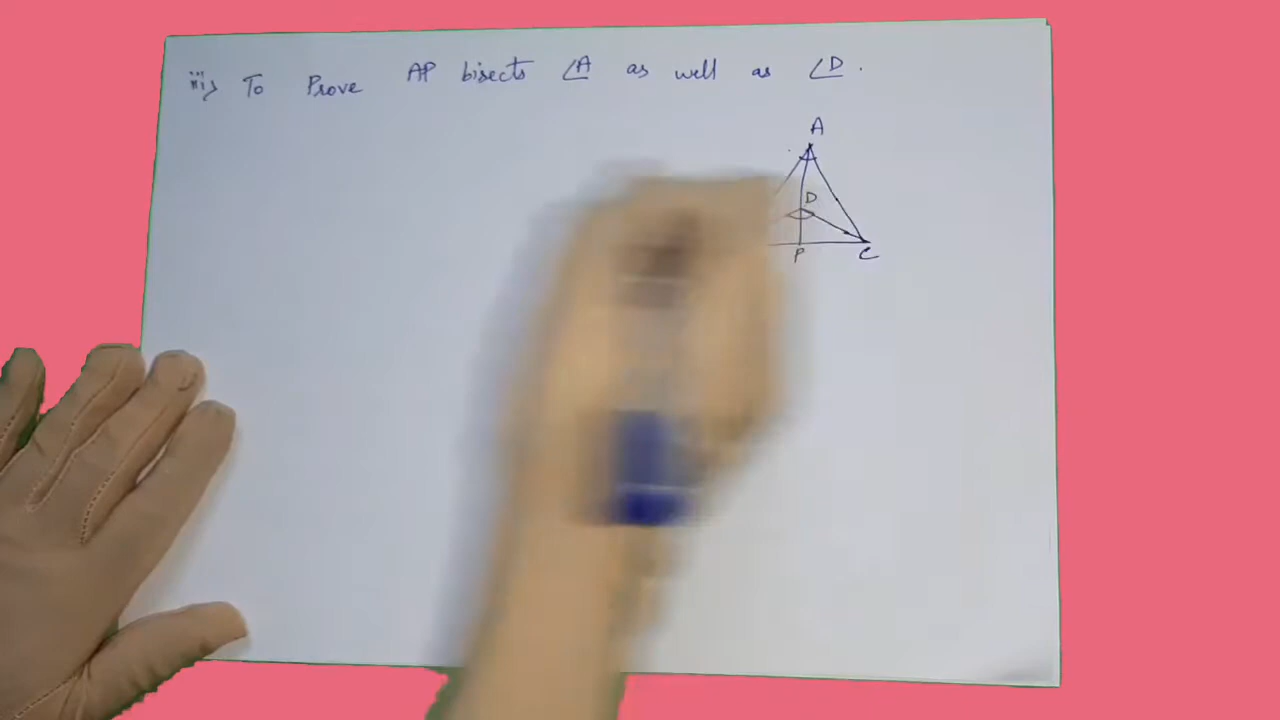 iii) To Prove AP bisects ∠A as well as ∠D.
A
D
P C